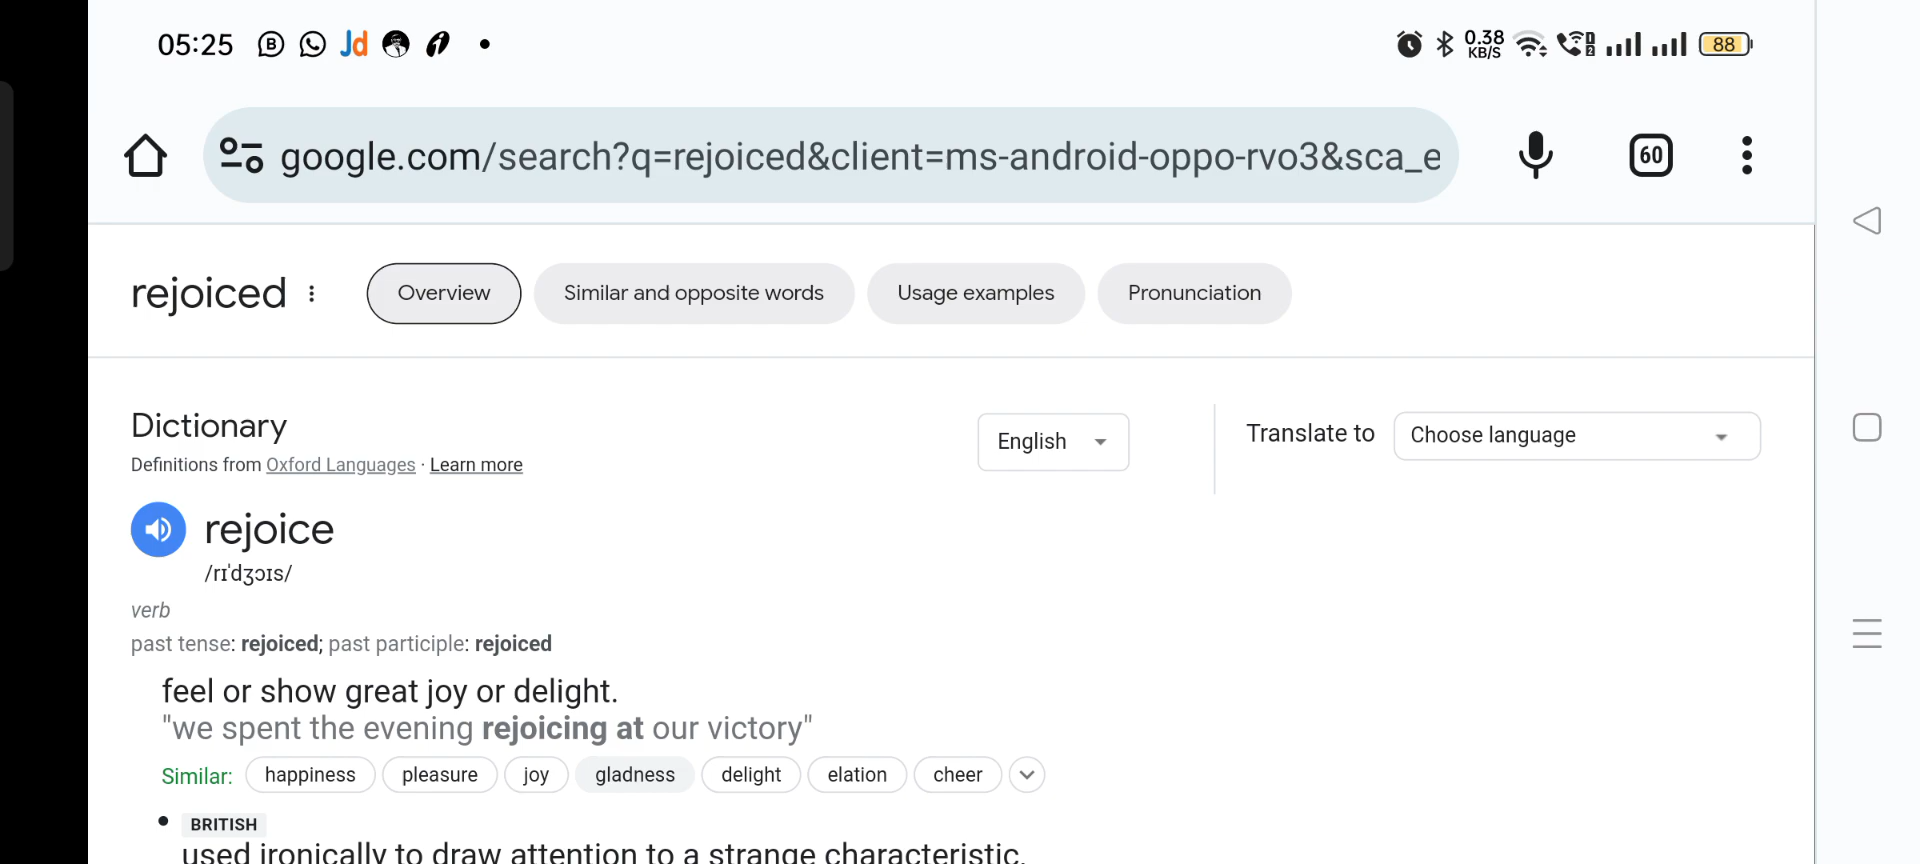 05:25 B Jd 0.38 KB/S 88
google.com/search?q=rejoiced&client=ms-android-oppo-rvo3&sca_e 60
rejoiced Overview Similar and opposite words Usage examples Pronunciation
Dictionary English Translate to Choose language
Definitions from Oxford Languages · Learn more
rejoice
/rɪˈdʒɔɪs/
verb
past tense: rejoiced; past participle: rejoiced
feel or show great joy or delight.
"we spent the evening rejoicing at our victory"
Similar: happiness pleasure joy gladness delight elation cheer
• BRITISH
used ironically to draw attention to a strange characteristic.